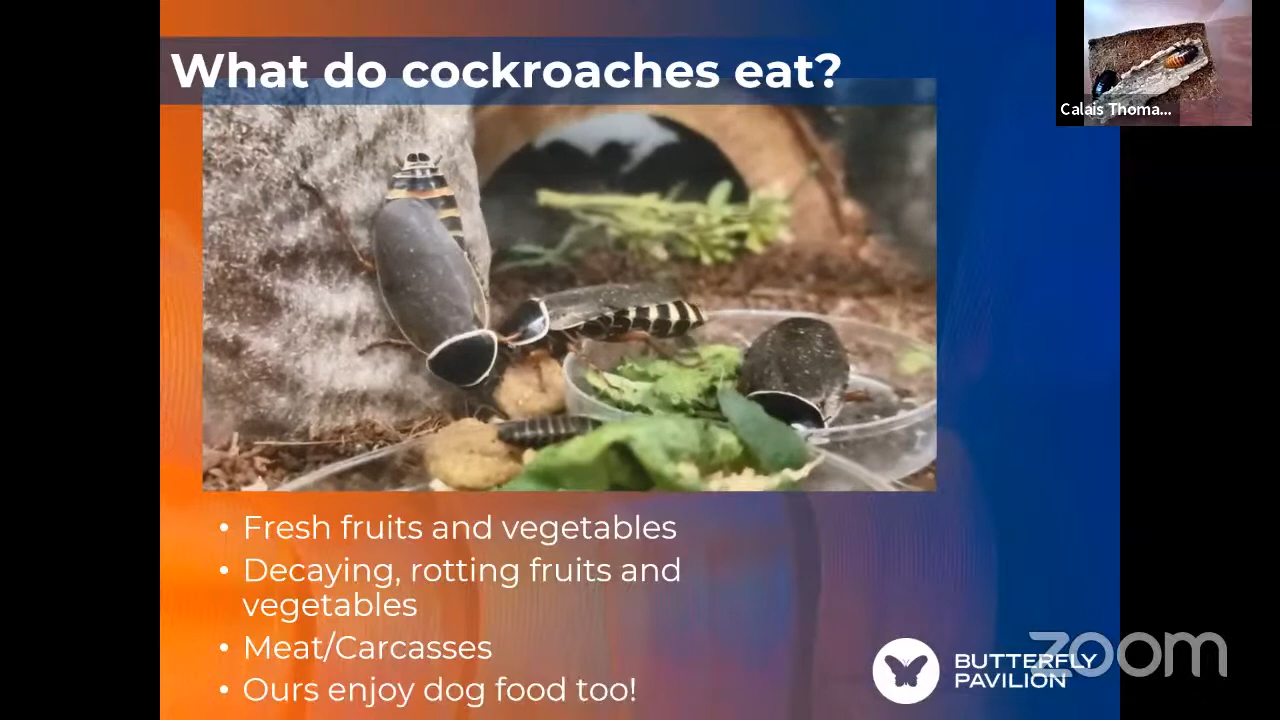 What do cockroaches eat?
Calais Thoma...
• Fresh fruits and vegetables
• Decaying, rotting fruits and
vegetables
• Meat/Carcasses
• Ours enjoy dog food too!
BUTTERFLY
PAVILION
zoom